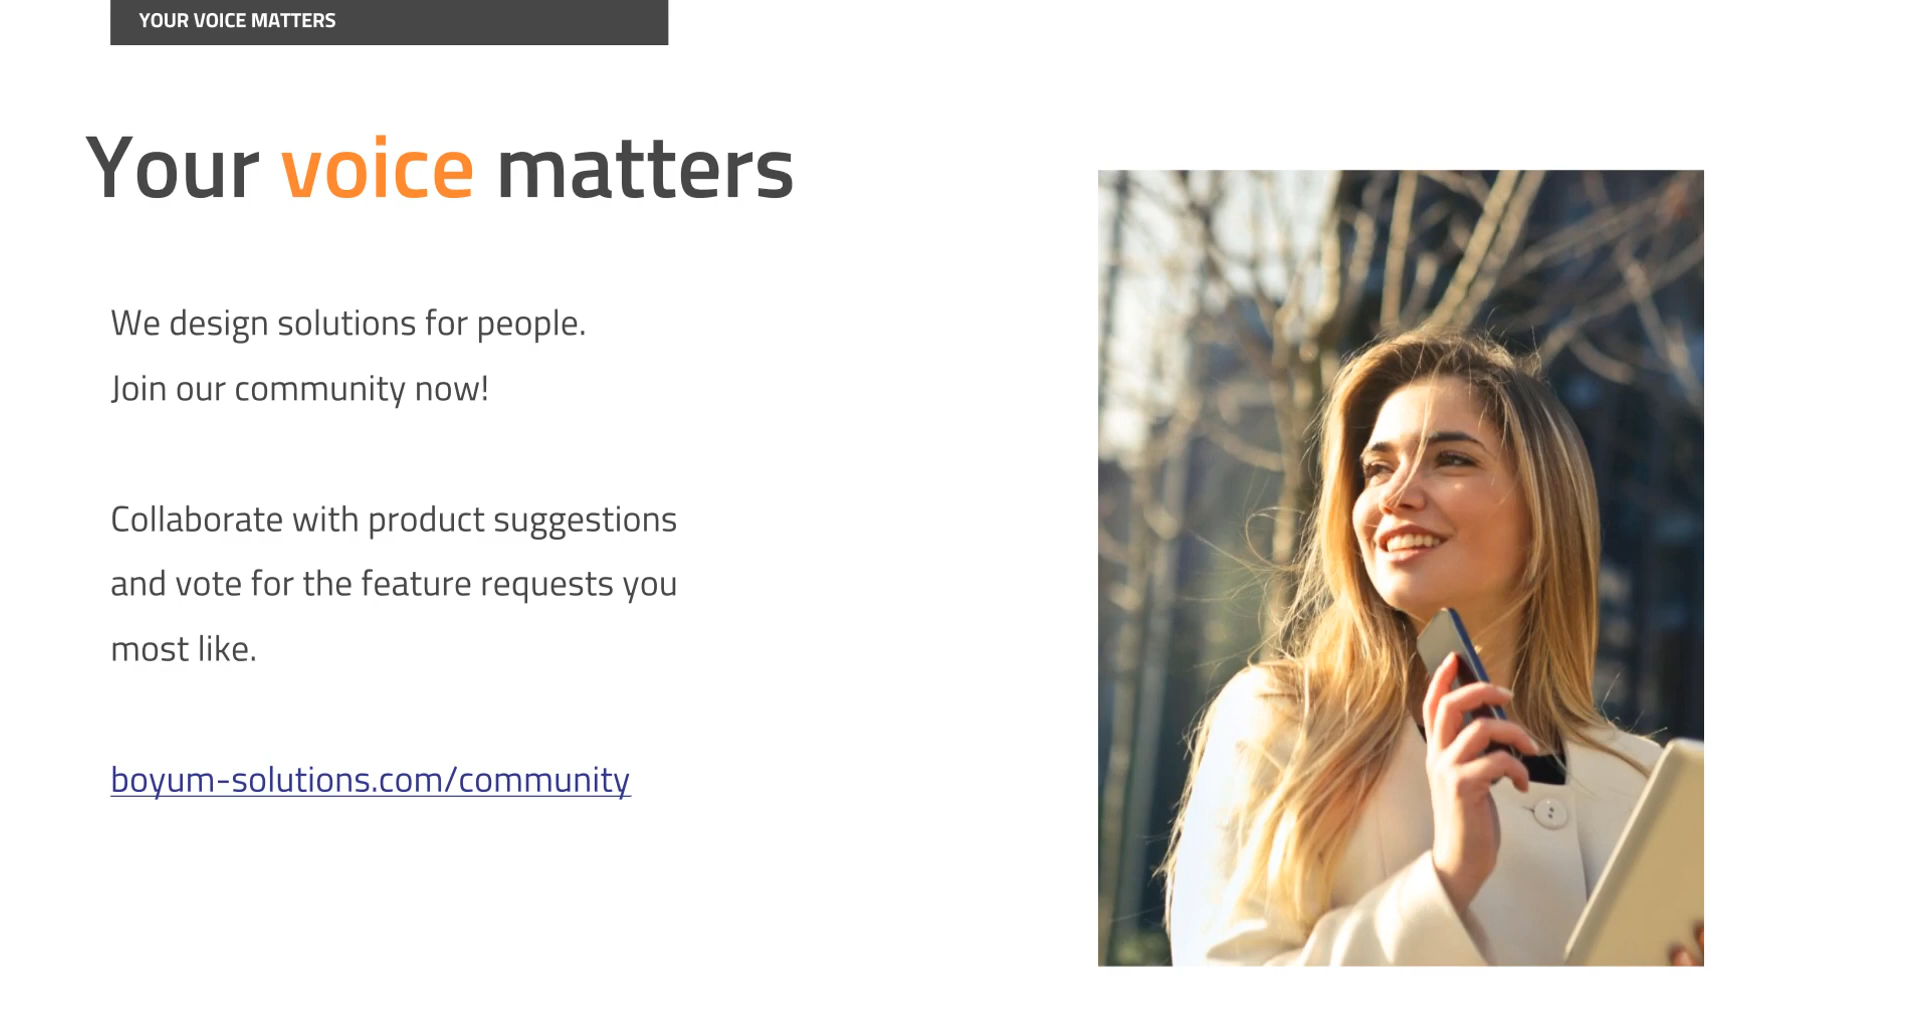 YOUR VOICE MATTERS
Your voice matters
We design solutions for people.
Join our community now!
Collaborate with product suggestions
and vote for the feature requests you
most like.
boyum-solutions.com/community